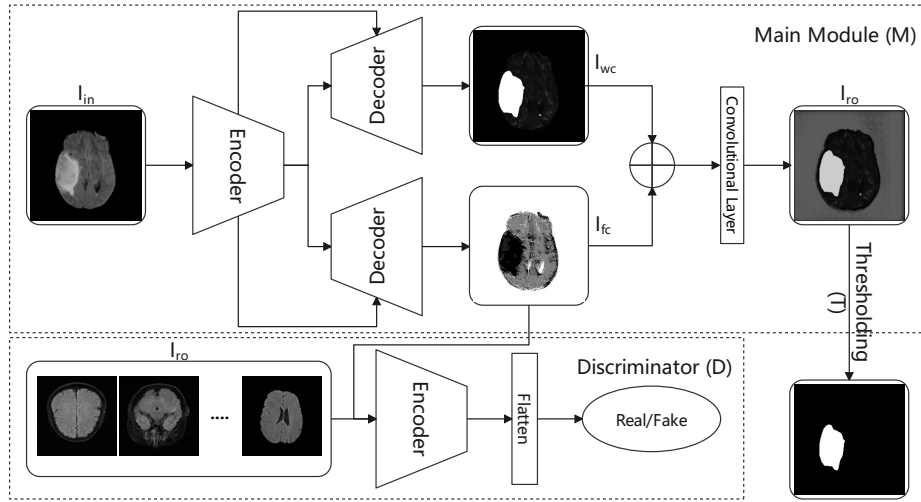 Main Module (M)
I_in
Encoder
Decoder
Decoder
I_wc
I_fc
Convolutional Layer
I_ro
Thresholding
(T)
I_ro
....
Encoder
Flatten
Discriminator (D)
Real/Fake